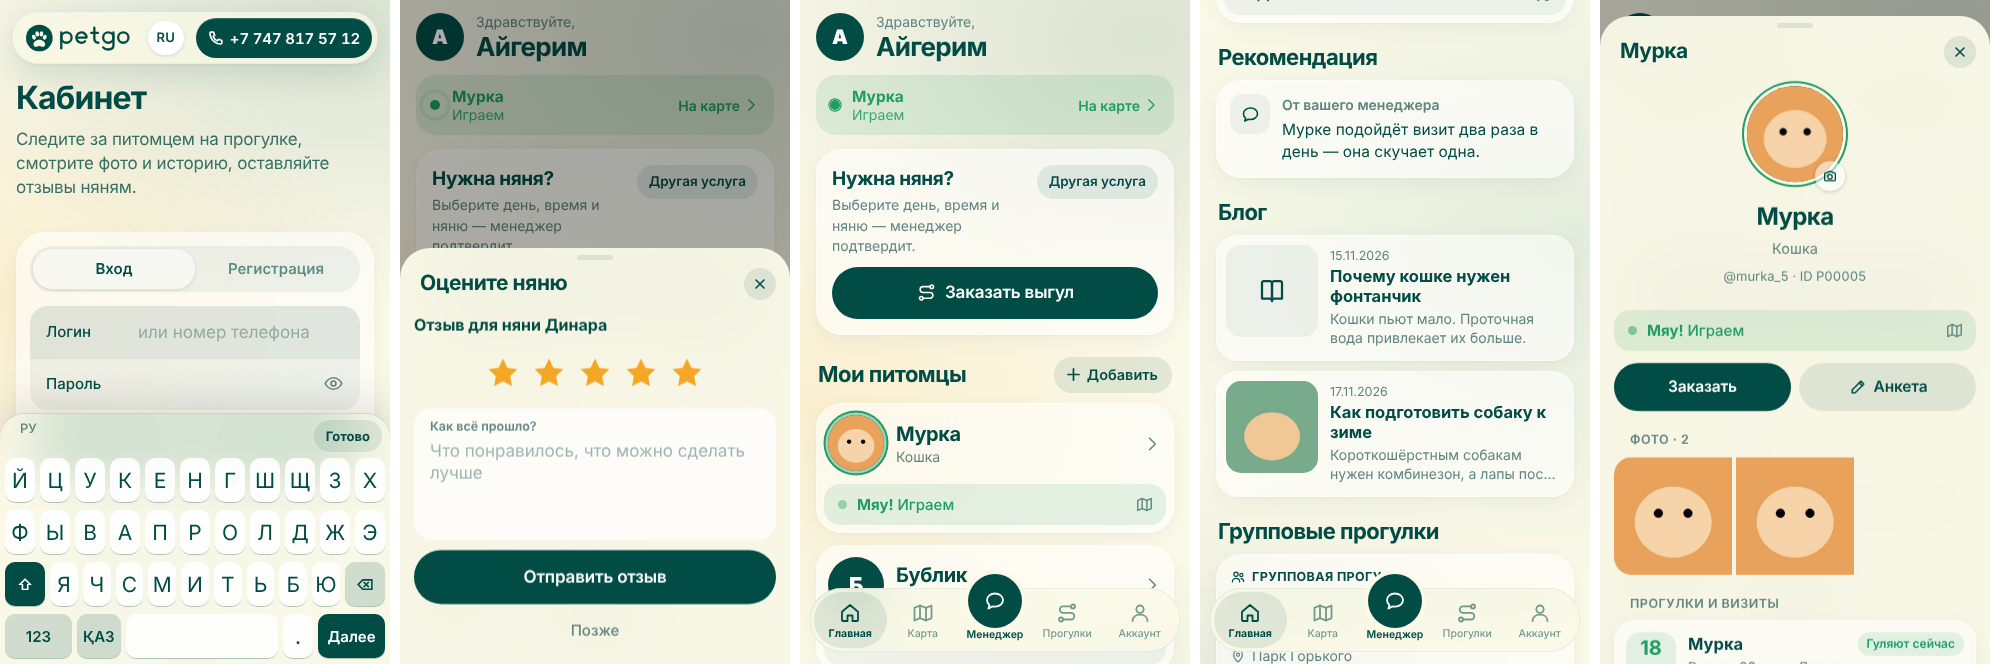 petgo
RU
+7 747 817 57 12
Кабинет
Следите за питомцем на прогулке,
смотрите фото и историю, оставляйте
отзывы няням.
Вход
Регистрация
Логин
или номер телефона
Пароль
РУ
Готово
Й Ц У К Е Н Г Ш Щ З Х
Ф Ы В А П Р О Л Д Ж Э
Я Ч С М И Т Ь Б Ю
123
ҚАЗ
.
Далее
А
Здравствуйте,
Айгерим
Мурка
Играем
На карте
Нужна няня?
Другая услуга
Выберите день, время и
няню — менеджер
подтвердит.
Оцените няню
Отзыв для няни Динара
Как всё прошло?
Что понравилось, что можно сделать
лучше
Отправить отзыв
Позже
А
Здравствуйте,
Айгерим
Мурка
Играем
На карте
Нужна няня?
Другая услуга
Выберите день, время и
няню — менеджер
подтвердит.
Заказать выгул
Мои питомцы
Добавить
Мурка
Кошка
Мяу! Играем
Б
Бублик
Главная
Карта
Менеджер
Прогулки
Аккаунт
Рекомендация
От вашего менеджера
Мурке подойдёт визит два раза в
день — она скучает одна.
Блог
15.11.2026
Почему кошке нужен
фонтанчик
Кошки пьют мало. Проточная
вода привлекает их больше.
17.11.2026
Как подготовить собаку к
зиме
Короткошёрстным собакам
нужен комбинезон, а лапы пос...
Групповые прогулки
ГРУППОВАЯ ПРОГУ
Главная
Карта
Менеджер
Прогулки
Аккаунт
Парк Горького
Мурка
Мурка
Кошка
@murka_5 · ID P00005
Мяу! Играем
Заказать
Анкета
ФОТО · 2
ПРОГУЛКИ И ВИЗИТЫ
18
Мурка
Гуляют сейчас